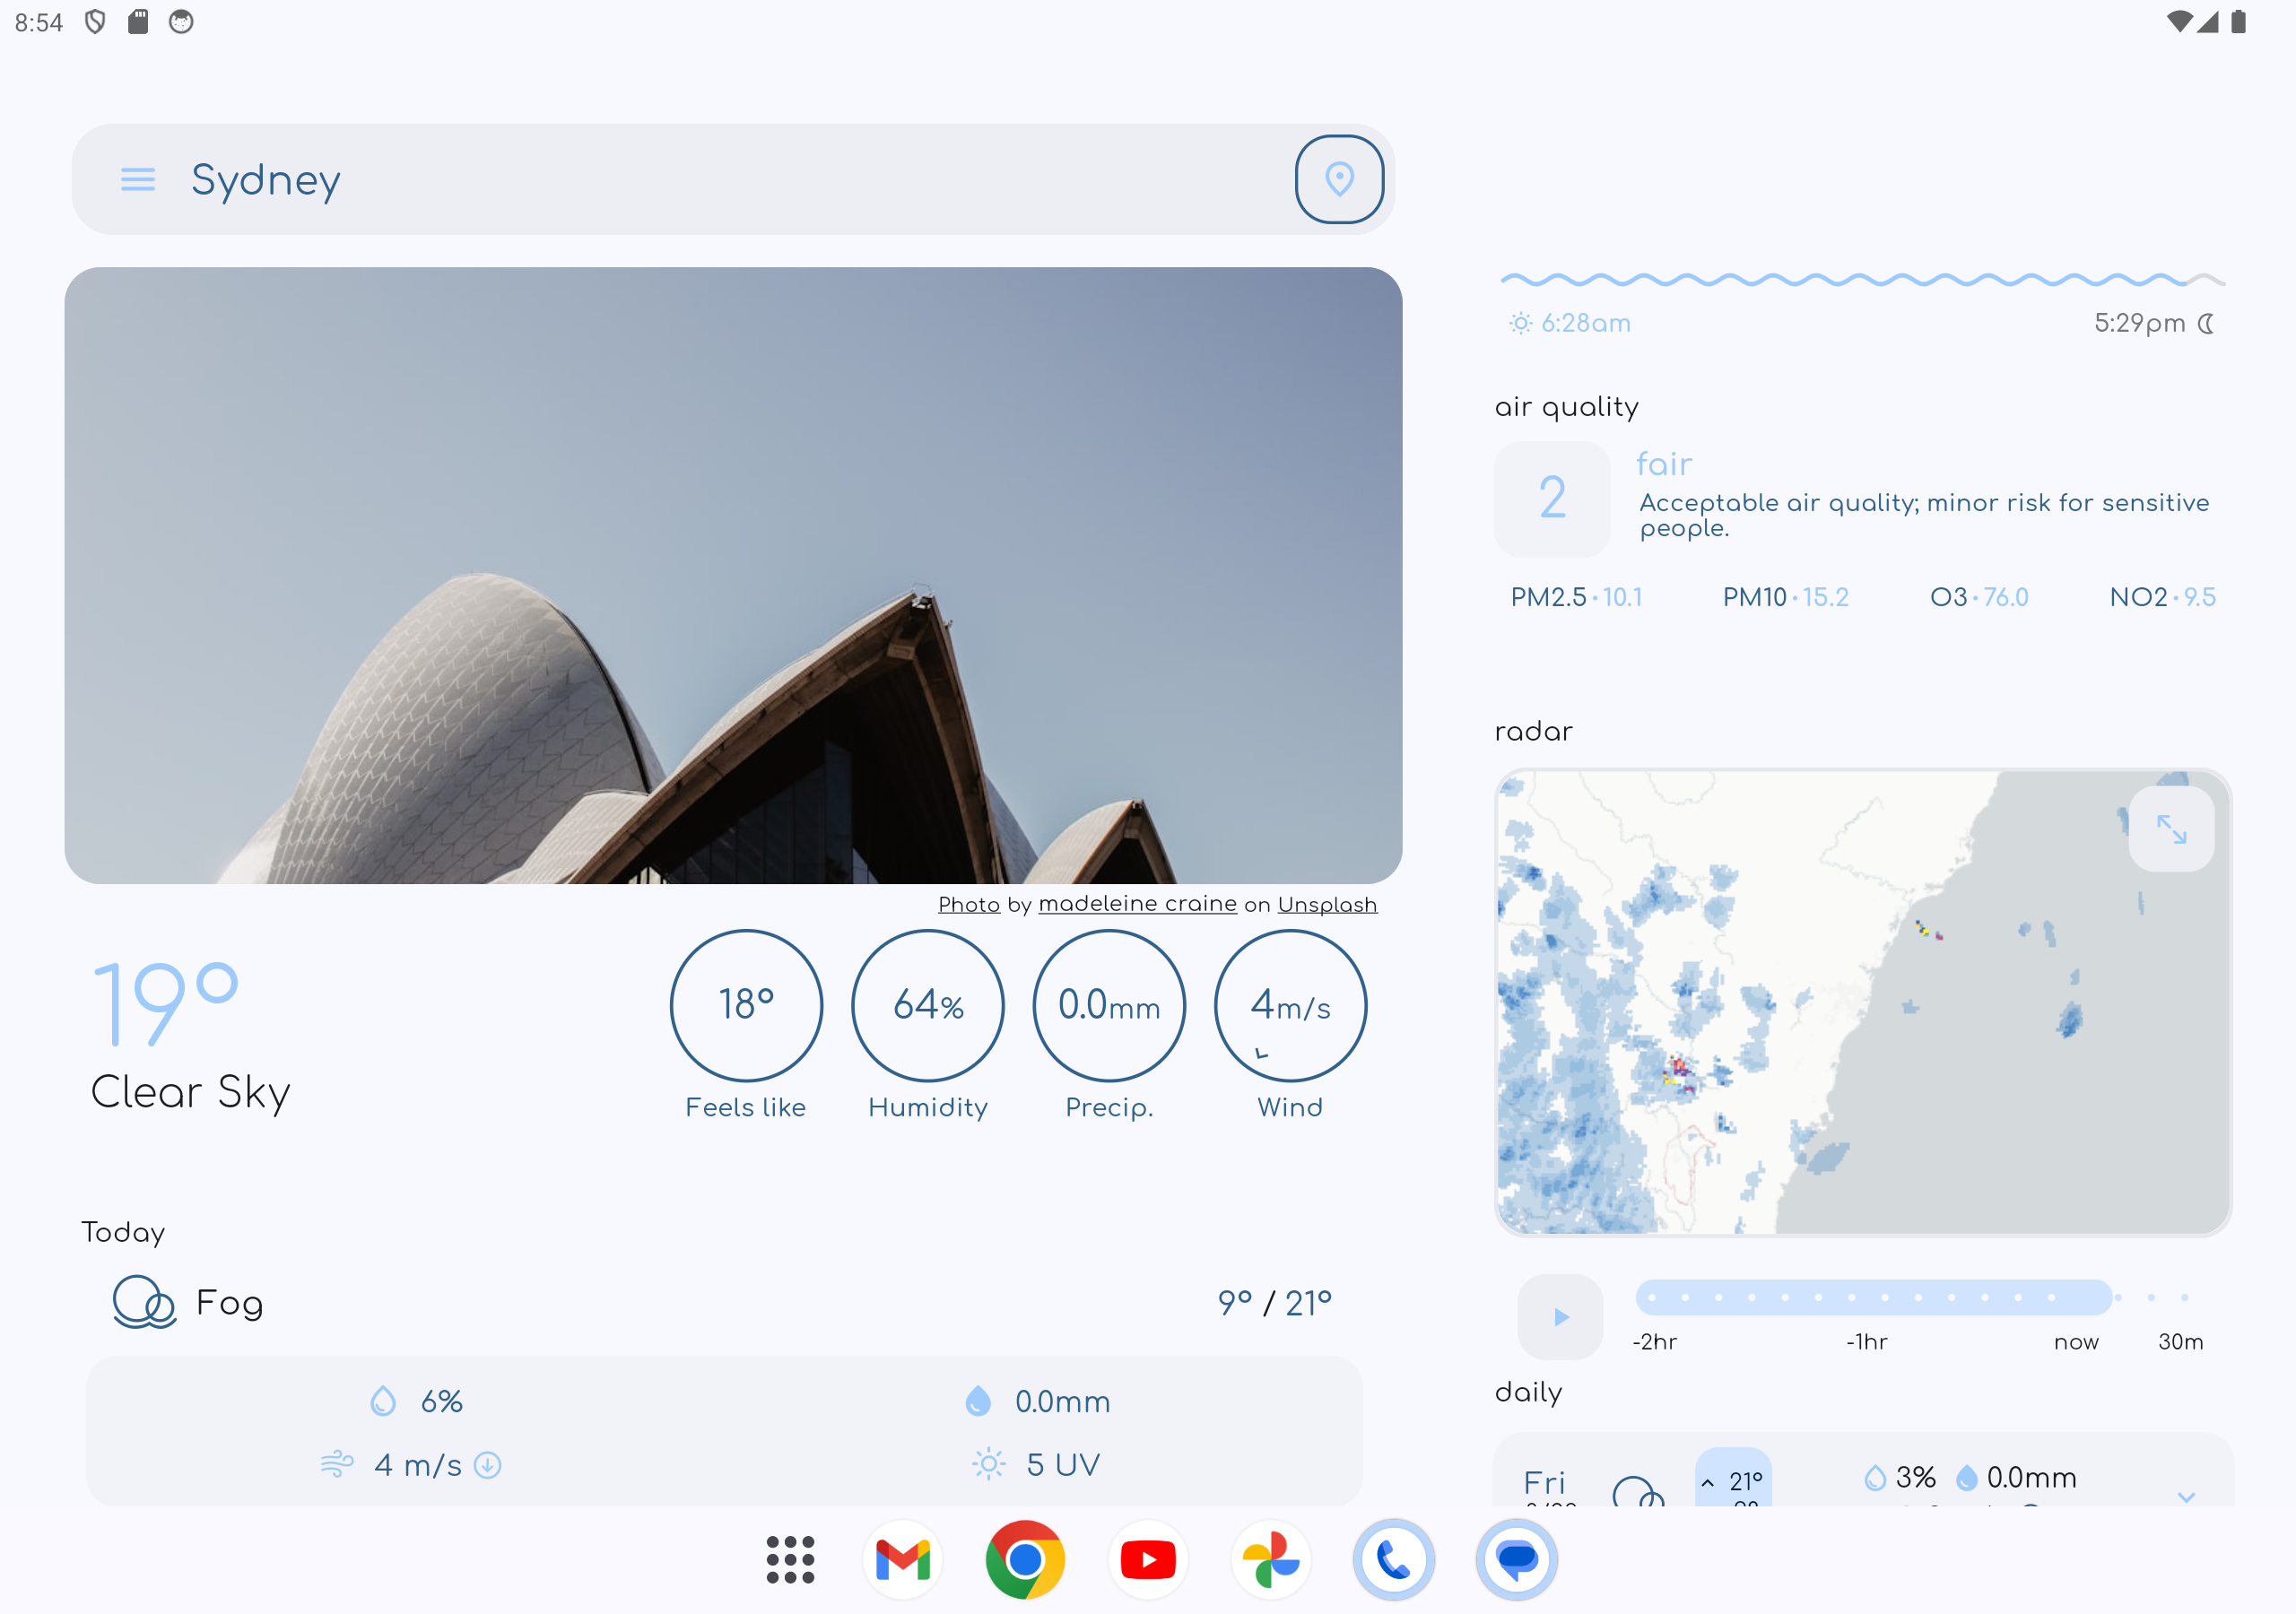 8:54
Sydney
Photo by madeleine craine on Unsplash
19°
Clear Sky
18°
Feels like
64%
Humidity
0.0mm
Precip.
4m/s
Wind
Today
Fog
9° / 21°
6%
0.0mm
4 m/s
5 UV
6:28am
5:29pm
air quality
2
fair
Acceptable air quality; minor risk for sensitive
people.
PM2.5 · 10.1
PM10 · 15.2
O3 · 76.0
NO2 · 9.5
radar
-2hr
-1hr
now
30m
daily
Fri
21°
3%
0.0mm